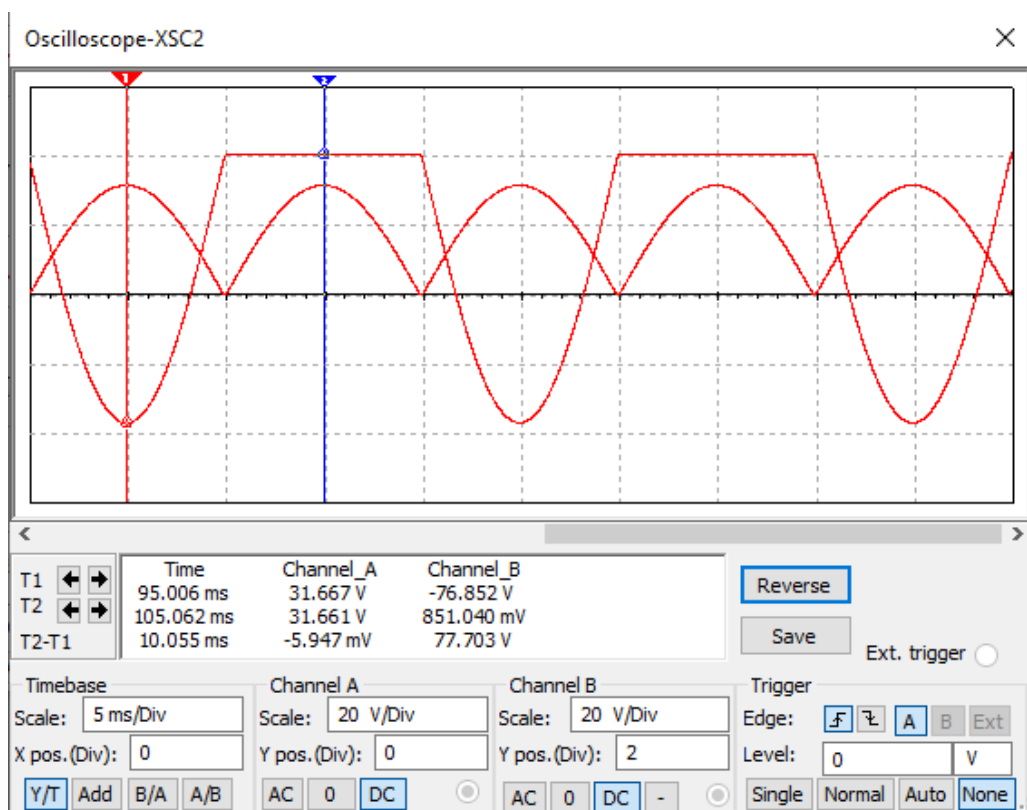 Oscilloscope-XSC2
1
2
Time Channel_A Channel_B
T1 95.006 ms 31.667 V -76.852 V
T2 105.062 ms 31.661 V 851.040 mV
T2-T1 10.055 ms -5.947 mV 77.703 V
Reverse
Save
Ext. trigger
Timebase Channel A Channel B Trigger
Scale: 5 ms/Div Scale: 20 V/Div Scale: 20 V/Div Edge: A B Ext
X pos.(Div): 0 Y pos.(Div): 0 Y pos.(Div): 2 Level: 0 V
Y/T Add B/A A/B AC 0 DC AC 0 DC - Single Normal Auto None